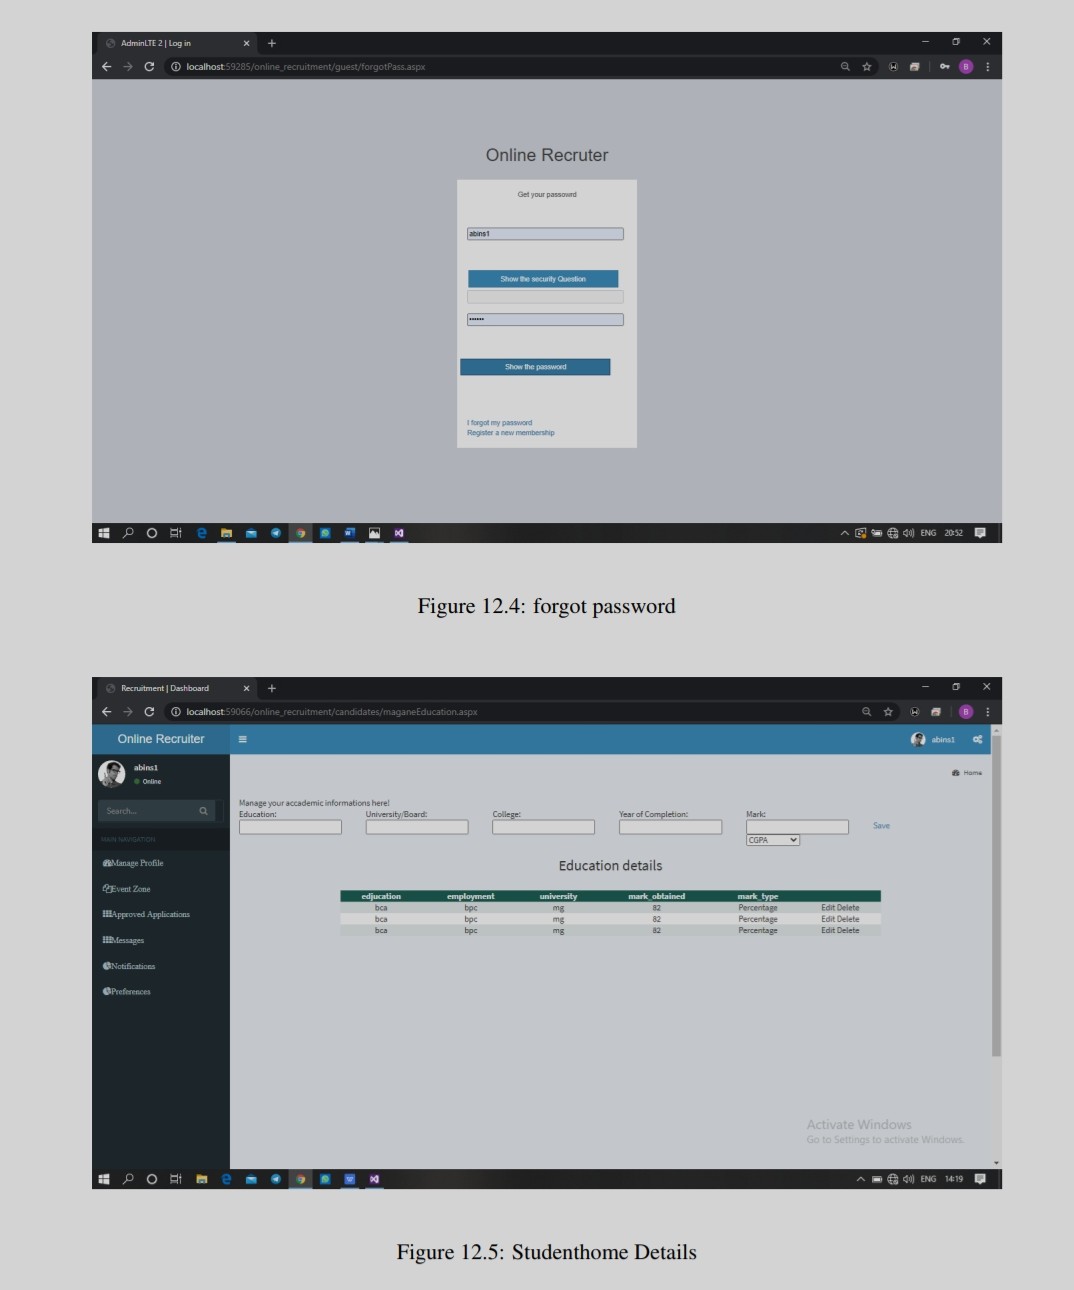 AdminLTE 2 | Log in
localhost:59285/online_recruitment/guest/forgotPass.aspx
Online Recruter
Get your passowrd
abins1
Show the security Question
••••••
Show the password
I forgot my password
Register a new membership
ENG 20:52
Figure 12.4: forgot password
Recruitment | Dashboard
localhost:59066/online_recruitment/candidates/maganeEducation.aspx
Online Recruiter
abins1
abins1
Online
Home
Search...
Manage your accademic informations here!
Education: University/Board: College: Year of Completion: Mark:
Save
CGPA
MAIN NAVIGATION
Manage Profile
Event Zone
Approved Applications
Messages
Notifications
Preferences
Education details
edjucation employment university mark_obtained mark_type
bca bpc mg 82 Percentage Edit Delete
bca bpc mg 82 Percentage Edit Delete
bca bpc mg 82 Percentage Edit Delete
Activate Windows
Go to Settings to activate Windows.
ENG 14:19
Figure 12.5: Studenthome Details